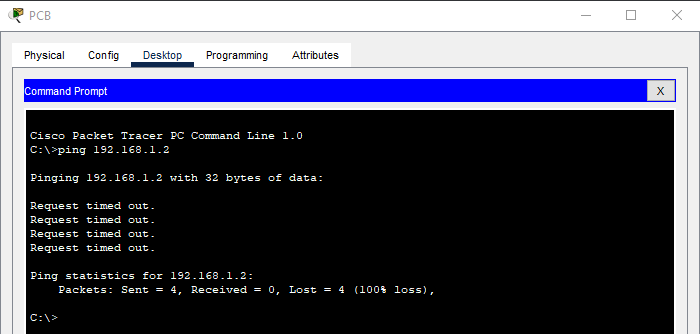 PCB
Physical Config Desktop Programming Attributes
Command Prompt X
Cisco Packet Tracer PC Command Line 1.0
C:\>ping 192.168.1.2
Pinging 192.168.1.2 with 32 bytes of data:
Request timed out.
Request timed out.
Request timed out.
Request timed out.
Ping statistics for 192.168.1.2:
    Packets: Sent = 4, Received = 0, Lost = 4 (100% loss),
C:\>